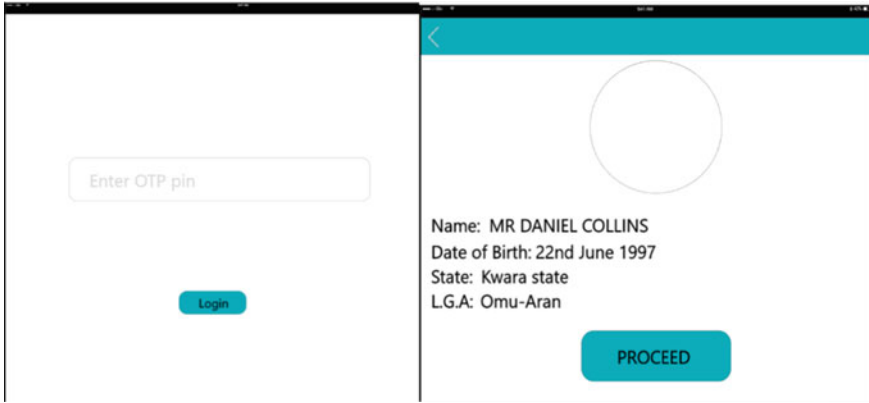 Enter OTP pin
Login
Name: MR DANIEL COLLINS
Date of Birth: 22nd June 1997
State: Kwara state
L.G.A: Omu-Aran
PROCEED